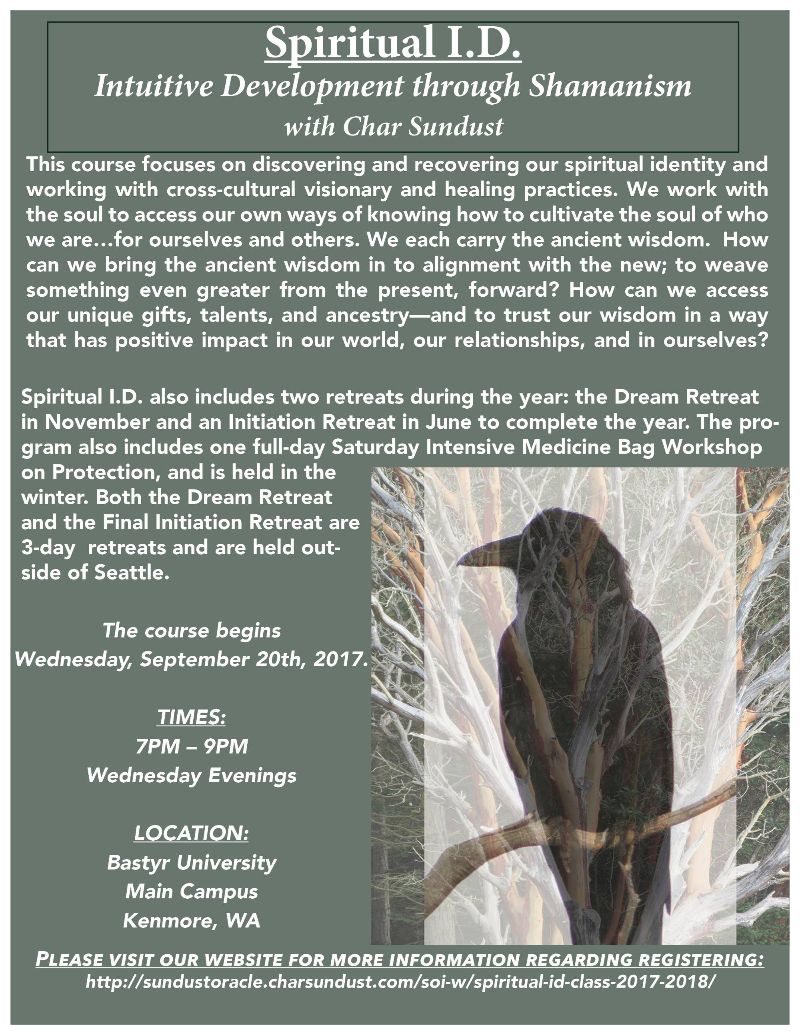 Spiritual I.D.
Intuitive Development through Shamanism
with Char Sundust
This course focuses on discovering and recovering our spiritual identity and
working with cross-cultural visionary and healing practices. We work with
the soul to access our own ways of knowing how to cultivate the soul of who
we are...for ourselves and others. We each carry the ancient wisdom. How
can we bring the ancient wisdom in to alignment with the new; to weave
something even greater from the present, forward? How can we access
our unique gifts, talents, and ancestry—and to trust our wisdom in a way
that has positive impact in our world, our relationships, and in ourselves?
Spiritual I.D. also includes two retreats during the year: the Dream Retreat
in November and an Initiation Retreat in June to complete the year. The pro-
gram also includes one full-day Saturday Intensive Medicine Bag Workshop
on Protection, and is held in the
winter. Both the Dream Retreat
and the Final Initiation Retreat are
3-day retreats and are held out-
side of Seattle.
The course begins
Wednesday, September 20th, 2017.
TIMES:
7PM – 9PM
Wednesday Evenings
LOCATION:
Bastyr University
Main Campus
Kenmore, WA
PLEASE VISIT OUR WEBSITE FOR MORE INFORMATION REGARDING REGISTERING:
http://sundustoracle.charsundust.com/soi-w/spiritual-id-class-2017-2018/